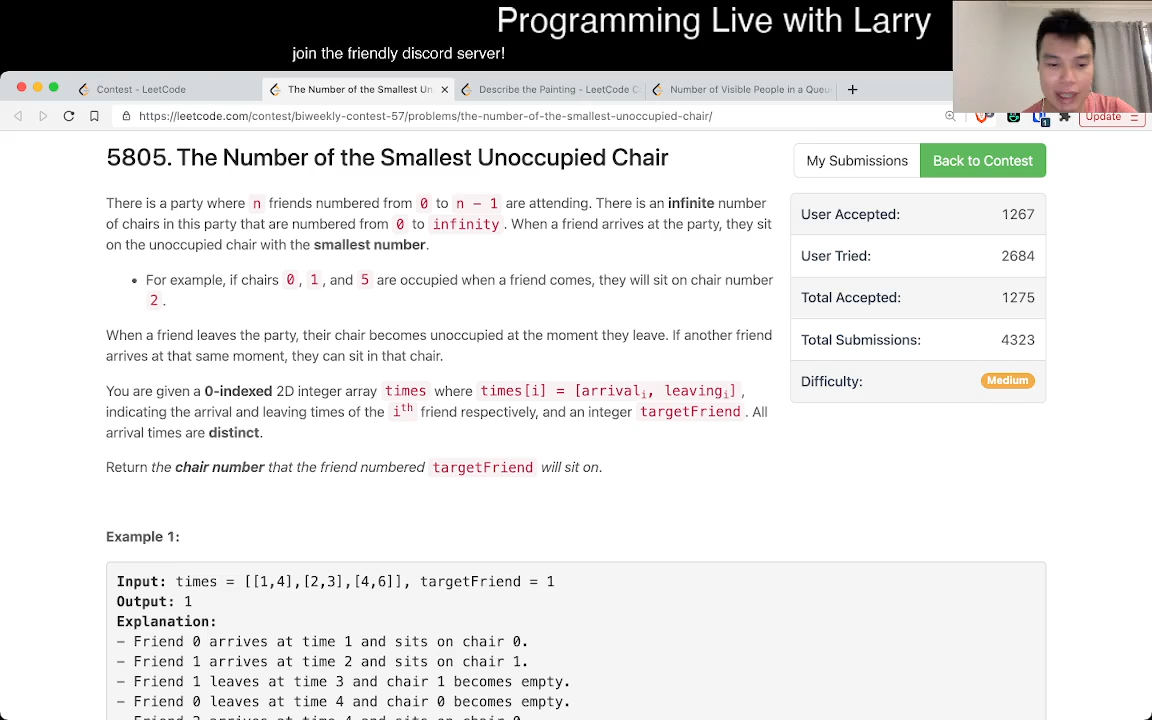 Programming Live with Larry
join the friendly discord server!
Contest - LeetCode
The Number of the Smallest Un
Describe the Painting - LeetCode C
Number of Visible People in a Queu
https://leetcode.com/contest/biweekly-contest-57/problems/the-number-of-the-smallest-unoccupied-chair/
1
Update
5805. The Number of the Smallest Unoccupied Chair
My Submissions
Back to Contest
There is a party where n friends numbered from 0 to n - 1 are attending. There is an infinite number
of chairs in this party that are numbered from 0 to infinity. When a friend arrives at the party, they sit
on the unoccupied chair with the smallest number.
• For example, if chairs 0, 1, and 5 are occupied when a friend comes, they will sit on chair number
2.
When a friend leaves the party, their chair becomes unoccupied at the moment they leave. If another friend
arrives at that same moment, they can sit in that chair.
You are given a 0-indexed 2D integer array times where times[i] = [arrivali, leavingi],
indicating the arrival and leaving times of the ith friend respectively, and an integer targetFriend. All
arrival times are distinct.
Return the chair number that the friend numbered targetFriend will sit on.
User Accepted: 1267
User Tried: 2684
Total Accepted: 1275
Total Submissions: 4323
Difficulty: Medium
Example 1:
Input: times = [[1,4],[2,3],[4,6]], targetFriend = 1
Output: 1
Explanation:
- Friend 0 arrives at time 1 and sits on chair 0.
- Friend 1 arrives at time 2 and sits on chair 1.
- Friend 1 leaves at time 3 and chair 1 becomes empty.
- Friend 0 leaves at time 4 and chair 0 becomes empty.